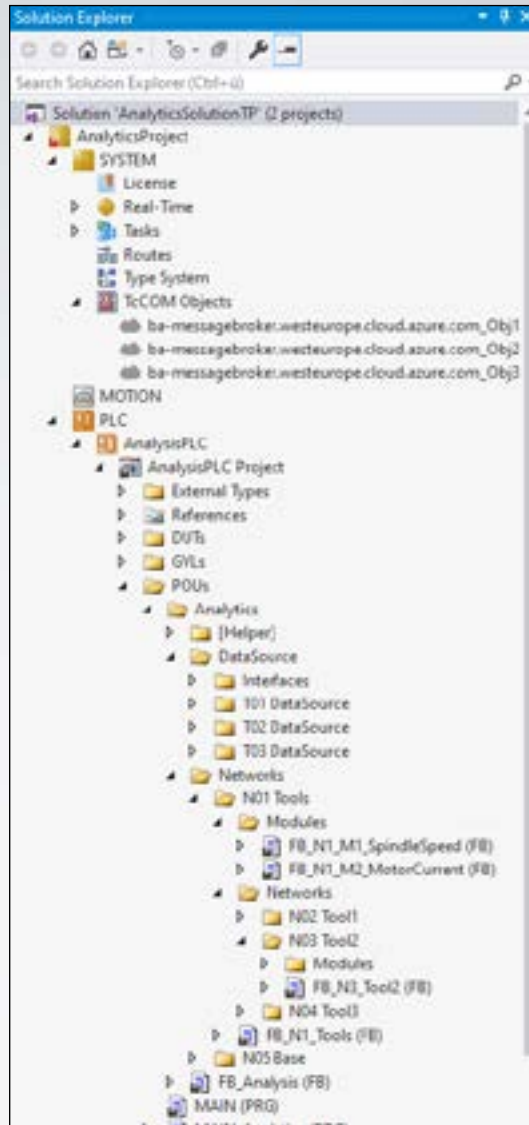 Solution Explorer
Search Solution Explorer (Ctrl+ü)
Solution 'AnalyticsSolutionTP' (2 projects)
AnalyticsProject
SYSTEM
License
Real-Time
Tasks
Routes
Type System
TcCOM Objects
ba-messagebroker.westeurope.cloud.azure.com_Obj1
ba-messagebroker.westeurope.cloud.azure.com_Obj2
ba-messagebroker.westeurope.cloud.azure.com_Obj3
MOTION
PLC
AnalysisPLC
AnalysisPLC Project
External Types
References
DUTs
GVLs
POUs
Analytics
[Helper]
DataSource
Interfaces
T01 DataSource
T02 DataSource
T03 DataSource
Networks
N01 Tools
Modules
FB_N1_M1_SpindleSpeed (FB)
FB_N1_M2_MotorCurrent (FB)
Networks
N02 Tool1
N03 Tool2
Modules
FB_N3_Tool2 (FB)
N04 Tool3
FB_N1_Tools (FB)
N05 Base
FB_Analysis (FB)
MAIN (PRG)